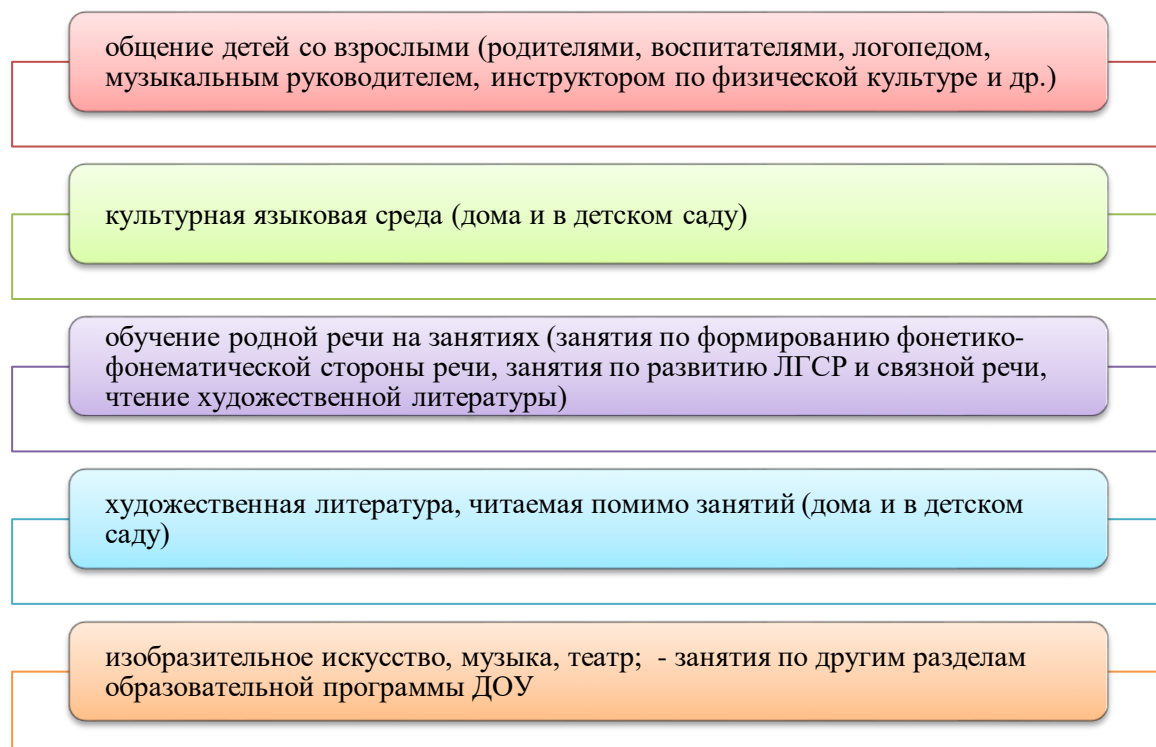 общение детей со взрослыми (родителями, воспитателями, логопедом,
музыкальным руководителем, инструктором по физической культуре и др.)
культурная языковая среда (дома и в детском саду)
обучение родной речи на занятиях (занятия по формированию фонетико-
фонематической стороны речи, занятия по развитию ЛГСР и связной речи,
чтение художественной литературы)
художественная литература, читаемая помимо занятий (дома и в детском
саду)
изобразительное искусство, музыка, театр;  - занятия по другим разделам
образовательной программы ДОУ